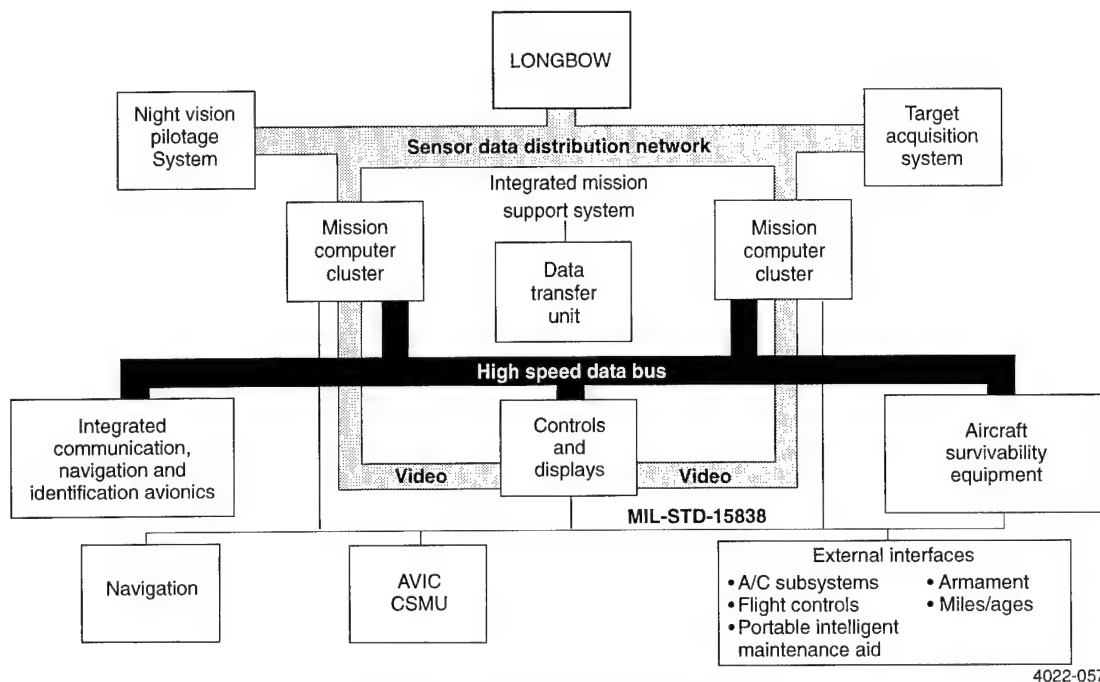 LONGBOW
Night vision
pilotage
System
Target
acquisition
system
Sensor data distribution network
Integrated mission
support system
Mission
computer
cluster
Data
transfer
unit
Mission
computer
cluster
High speed data bus
Integrated
communication,
navigation and
identification avionics
Controls
and
displays
Aircraft
survivability
equipment
Video
Video
MIL-STD-15838
Navigation
AVIC
CSMU
External interfaces
• A/C subsystems
• Flight controls
• Portable intelligent
maintenance aid
• Armament
• Miles/ages
4022-057